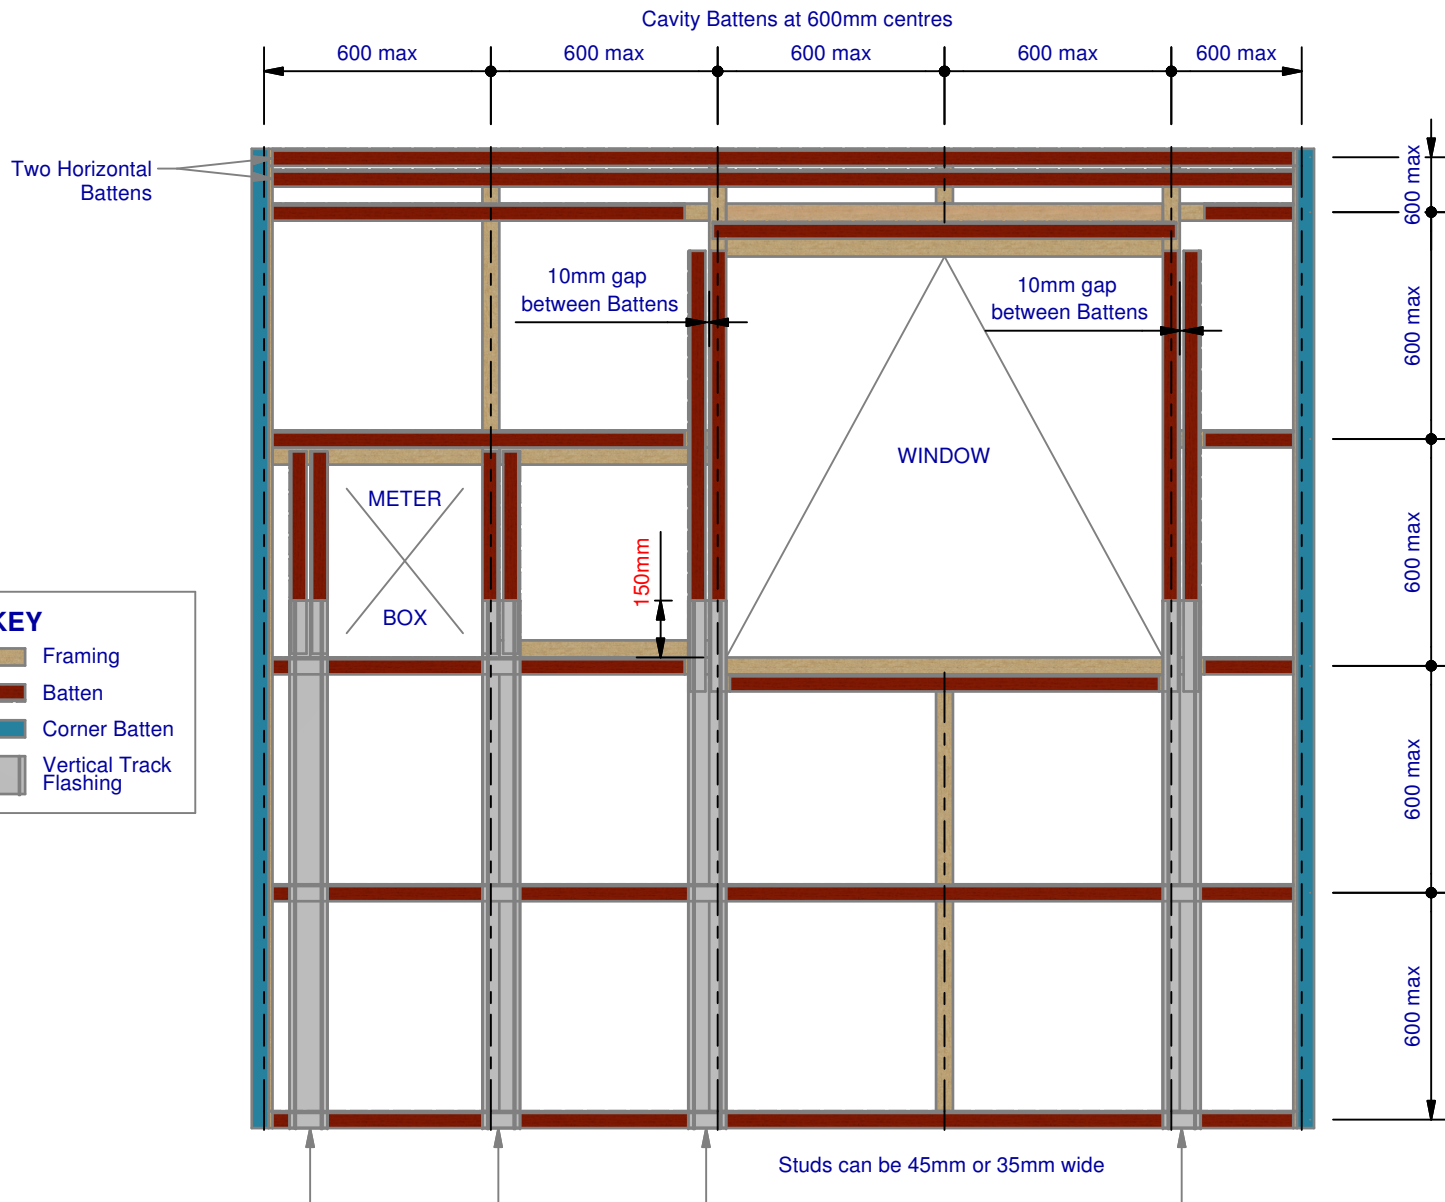 Cavity Battens at 600mm centres
600 max
600 max
600 max
600 max
600 max
Two Horizontal
Battens
600 max
10mm gap
between Battens
10mm gap
between Battens
600 max
WINDOW
METER
BOX
150mm
600 max
KEY
Framing
Batten
Corner Batten
Vertical Track
Flashing
600 max
600 max
Studs can be 45mm or 35mm wide